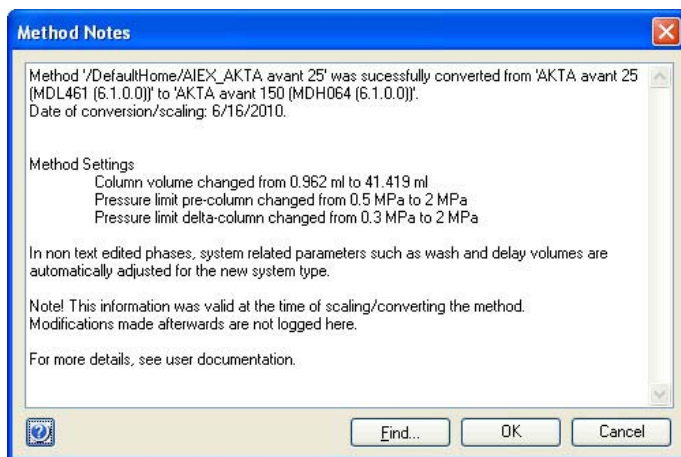 Method Notes
Method '/DefaultHome/AIEX_AKTA avant 25' was sucessfully converted from 'AKTA avant 25
(MDL461 (6.1.0.0))' to 'AKTA avant 150 (MDH064 (6.1.0.0))'.
Date of conversion/scaling: 6/16/2010.
Method Settings
Column volume changed from 0.962 ml to 41.419 ml
Pressure limit pre-column changed from 0.5 MPa to 2 MPa
Pressure limit delta-column changed from 0.3 MPa to 2 MPa
In non text edited phases, system related parameters such as wash and delay volumes are
automatically adjusted for the new system type.
Note! This information was valid at the time of scaling/converting the method.
Modifications made afterwards are not logged here.
For more details, see user documentation.
? Find... OK Cancel